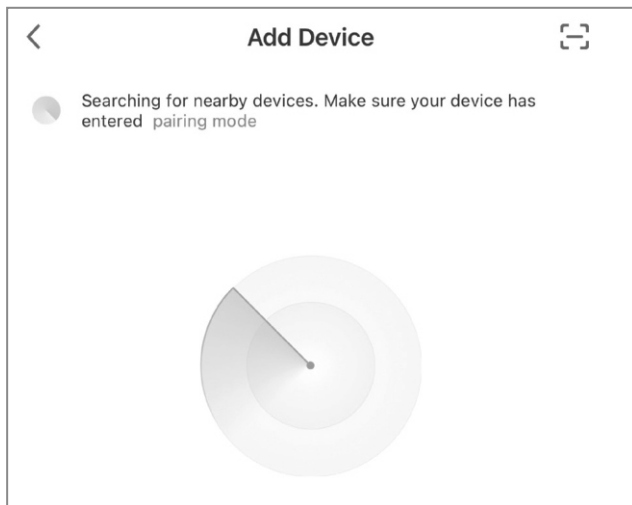 Add Device
Searching for nearby devices. Make sure your device has
entered pairing mode